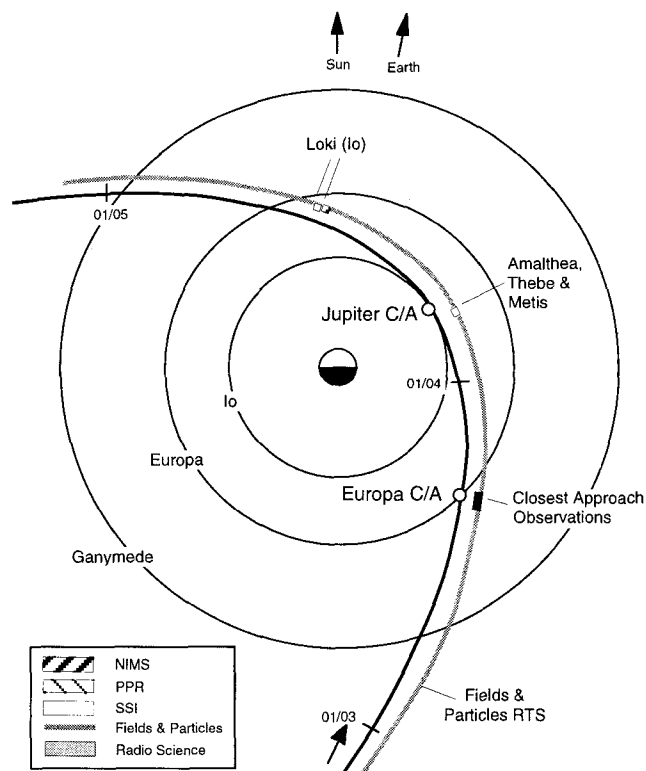 Sun
Earth
Loki (Io)
01/05
Amalthea,
Thebe &
Metis
Jupiter C/A
01/04
Io
Europa
Europa C/A
Closest Approach
Observations
Ganymede
NIMS
PPR
SSI
Fields & Particles
Radio Science
Fields &
Particles RTS
01/03